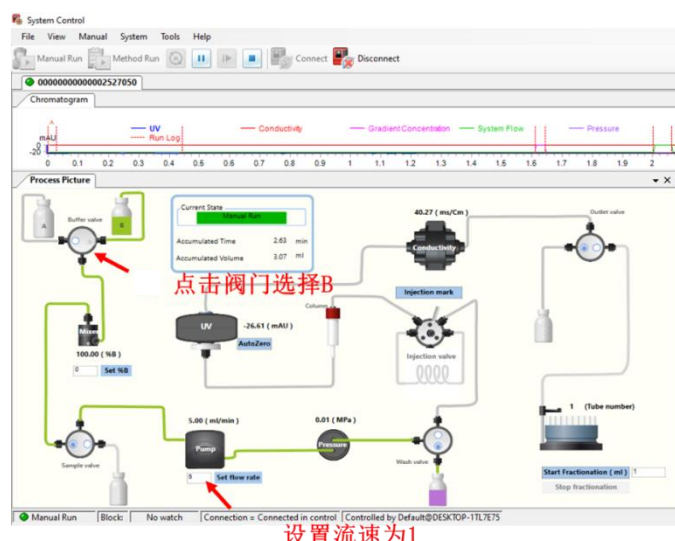 System Control
File View Manual System Tools Help
Manual Run Method Run Connect Disconnect
00000000000002527050
Chromatogram
mAU UV Conductivity Gradient Concentration System Flow Pressure
Run Log
0
-20
0 0.1 0.2 0.3 0.4 0.5 0.6 0.7 0.8 0.9 1 1.1 1.2 1.3 1.4 1.5 1.6 1.7 1.8 1.9 2
Process Picture
A B Buffer valve
Current State
Manual Run
Accumulated Time 2.63 min
Accumulated Volume 3.07 ml
40.27 ( ms/Cm )
Conductivity
Outlet valve
点击阀门选择B
Injection mark
Column
UV -26.61 ( mAU )
AutoZero
Mixer
Injection valve
100.00 ( %B )
0 Set %B
1 (Tube number)
5.00 ( ml/min ) 0.01 ( MPa )
Pump Pressure
Sample valve Wash valve
Start Fractionation ( ml ) 1
Stop fractionation
Set flow rate
Manual Run Block: No watch Connection = Connected in control Controlled by Default@DESKTOP-1TL7E75
设置流速为1